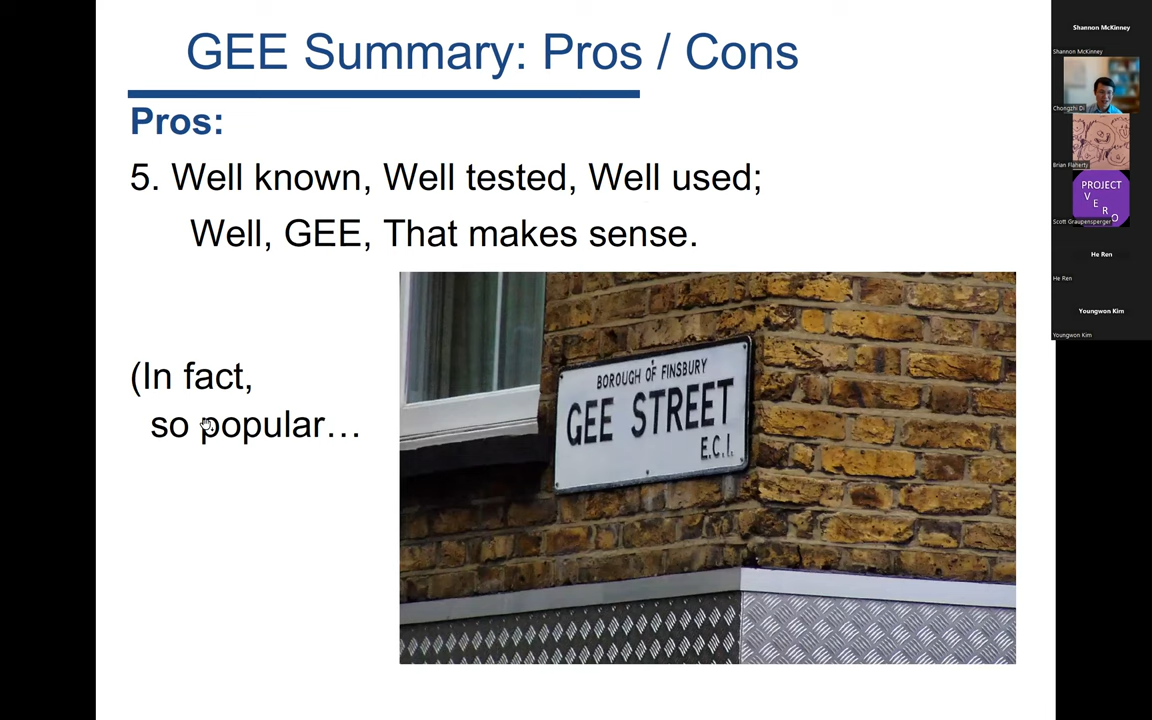 GEE Summary: Pros / Cons
Pros:
5. Well known, Well tested, Well used;
Well, GEE, That makes sense.
(In fact,
so popular…
BOROUGH OF FINSBURY
GEE STREET
E.C.I.
Shannon McKinney
Shannon McKinney
Chongzhi Di
Brian Flaherty
PROJECT
V
E
R
O
Scott Graupensperger
He Ren
He Ren
Youngwon Kim
Youngwon Kim